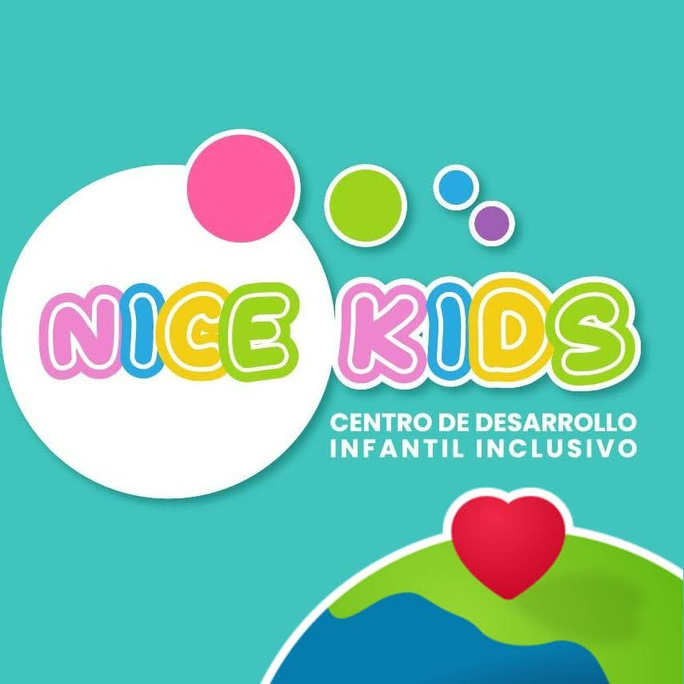 NICE KIDS
CENTRO DE DESARROLLO
INFANTIL INCLUSIVO